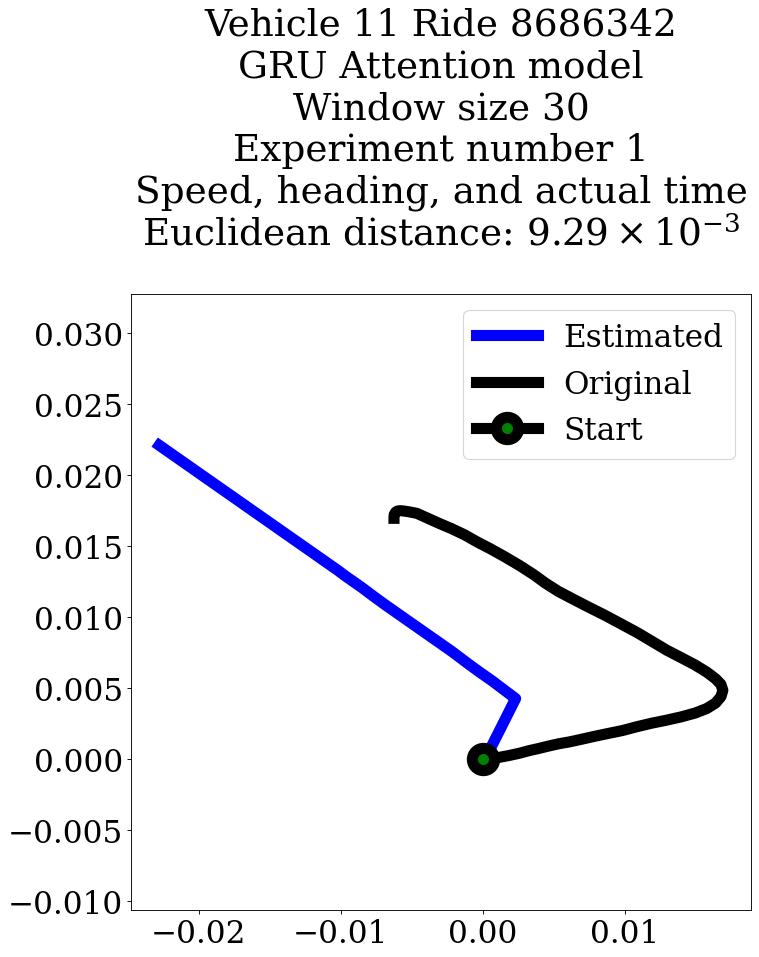 Vehicle 11 Ride 8686342
GRU Attention model
Window size 30
Experiment number 1
Speed, heading, and actual time
Euclidean distance: 9.29 × 10⁻³
Estimated
Original
Start
0.030
0.025
0.020
0.015
0.010
0.005
0.000
−0.005
−0.010
−0.02 −0.01 0.00 0.01